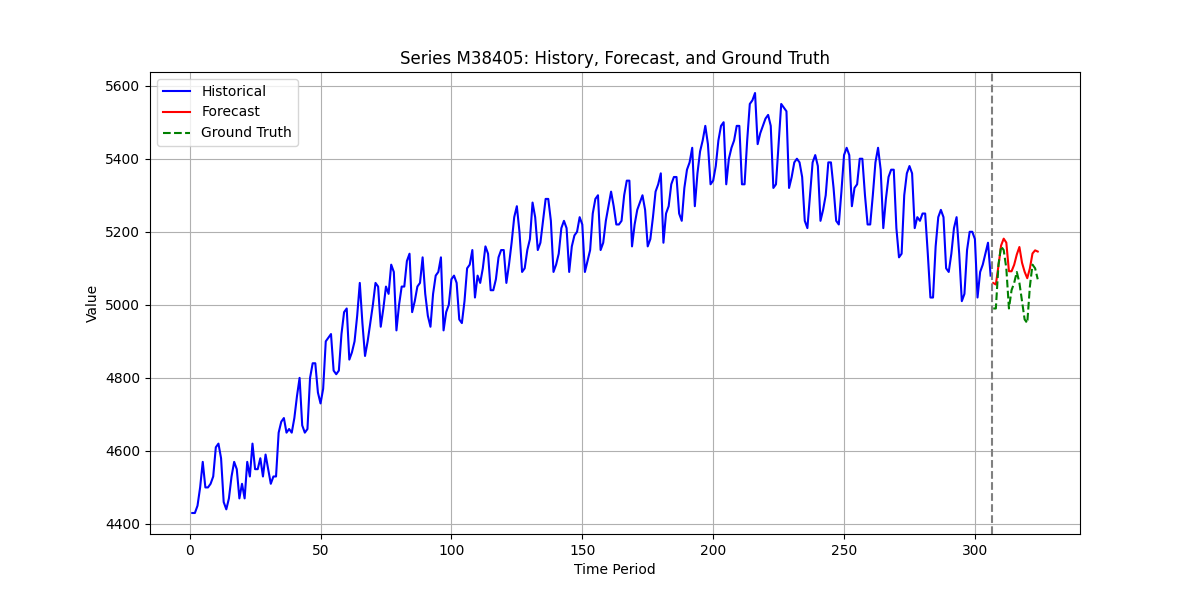 Series M38405: History, Forecast, and Ground Truth
Historical
Forecast
Ground Truth
5600
5400
5200
5000
4800
4600
4400
Value
0 50 100 150 200 250 300
Time Period